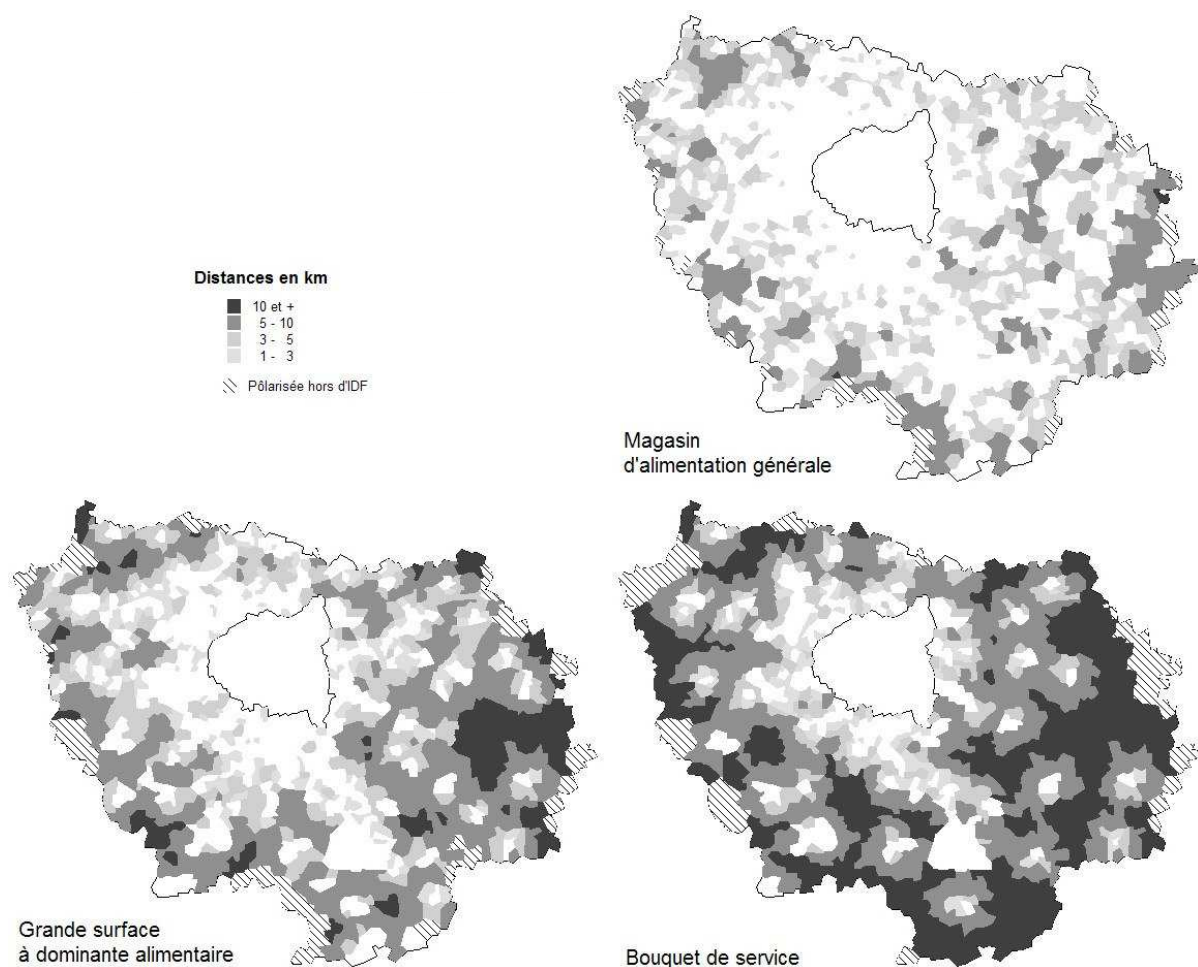 Distances en km
10 et +
5 - 10
3 - 5
1 - 3
Pôlarisée hors d'IDF
Magasin
d'alimentation générale
Grande surface
à dominante alimentaire
Bouquet de service